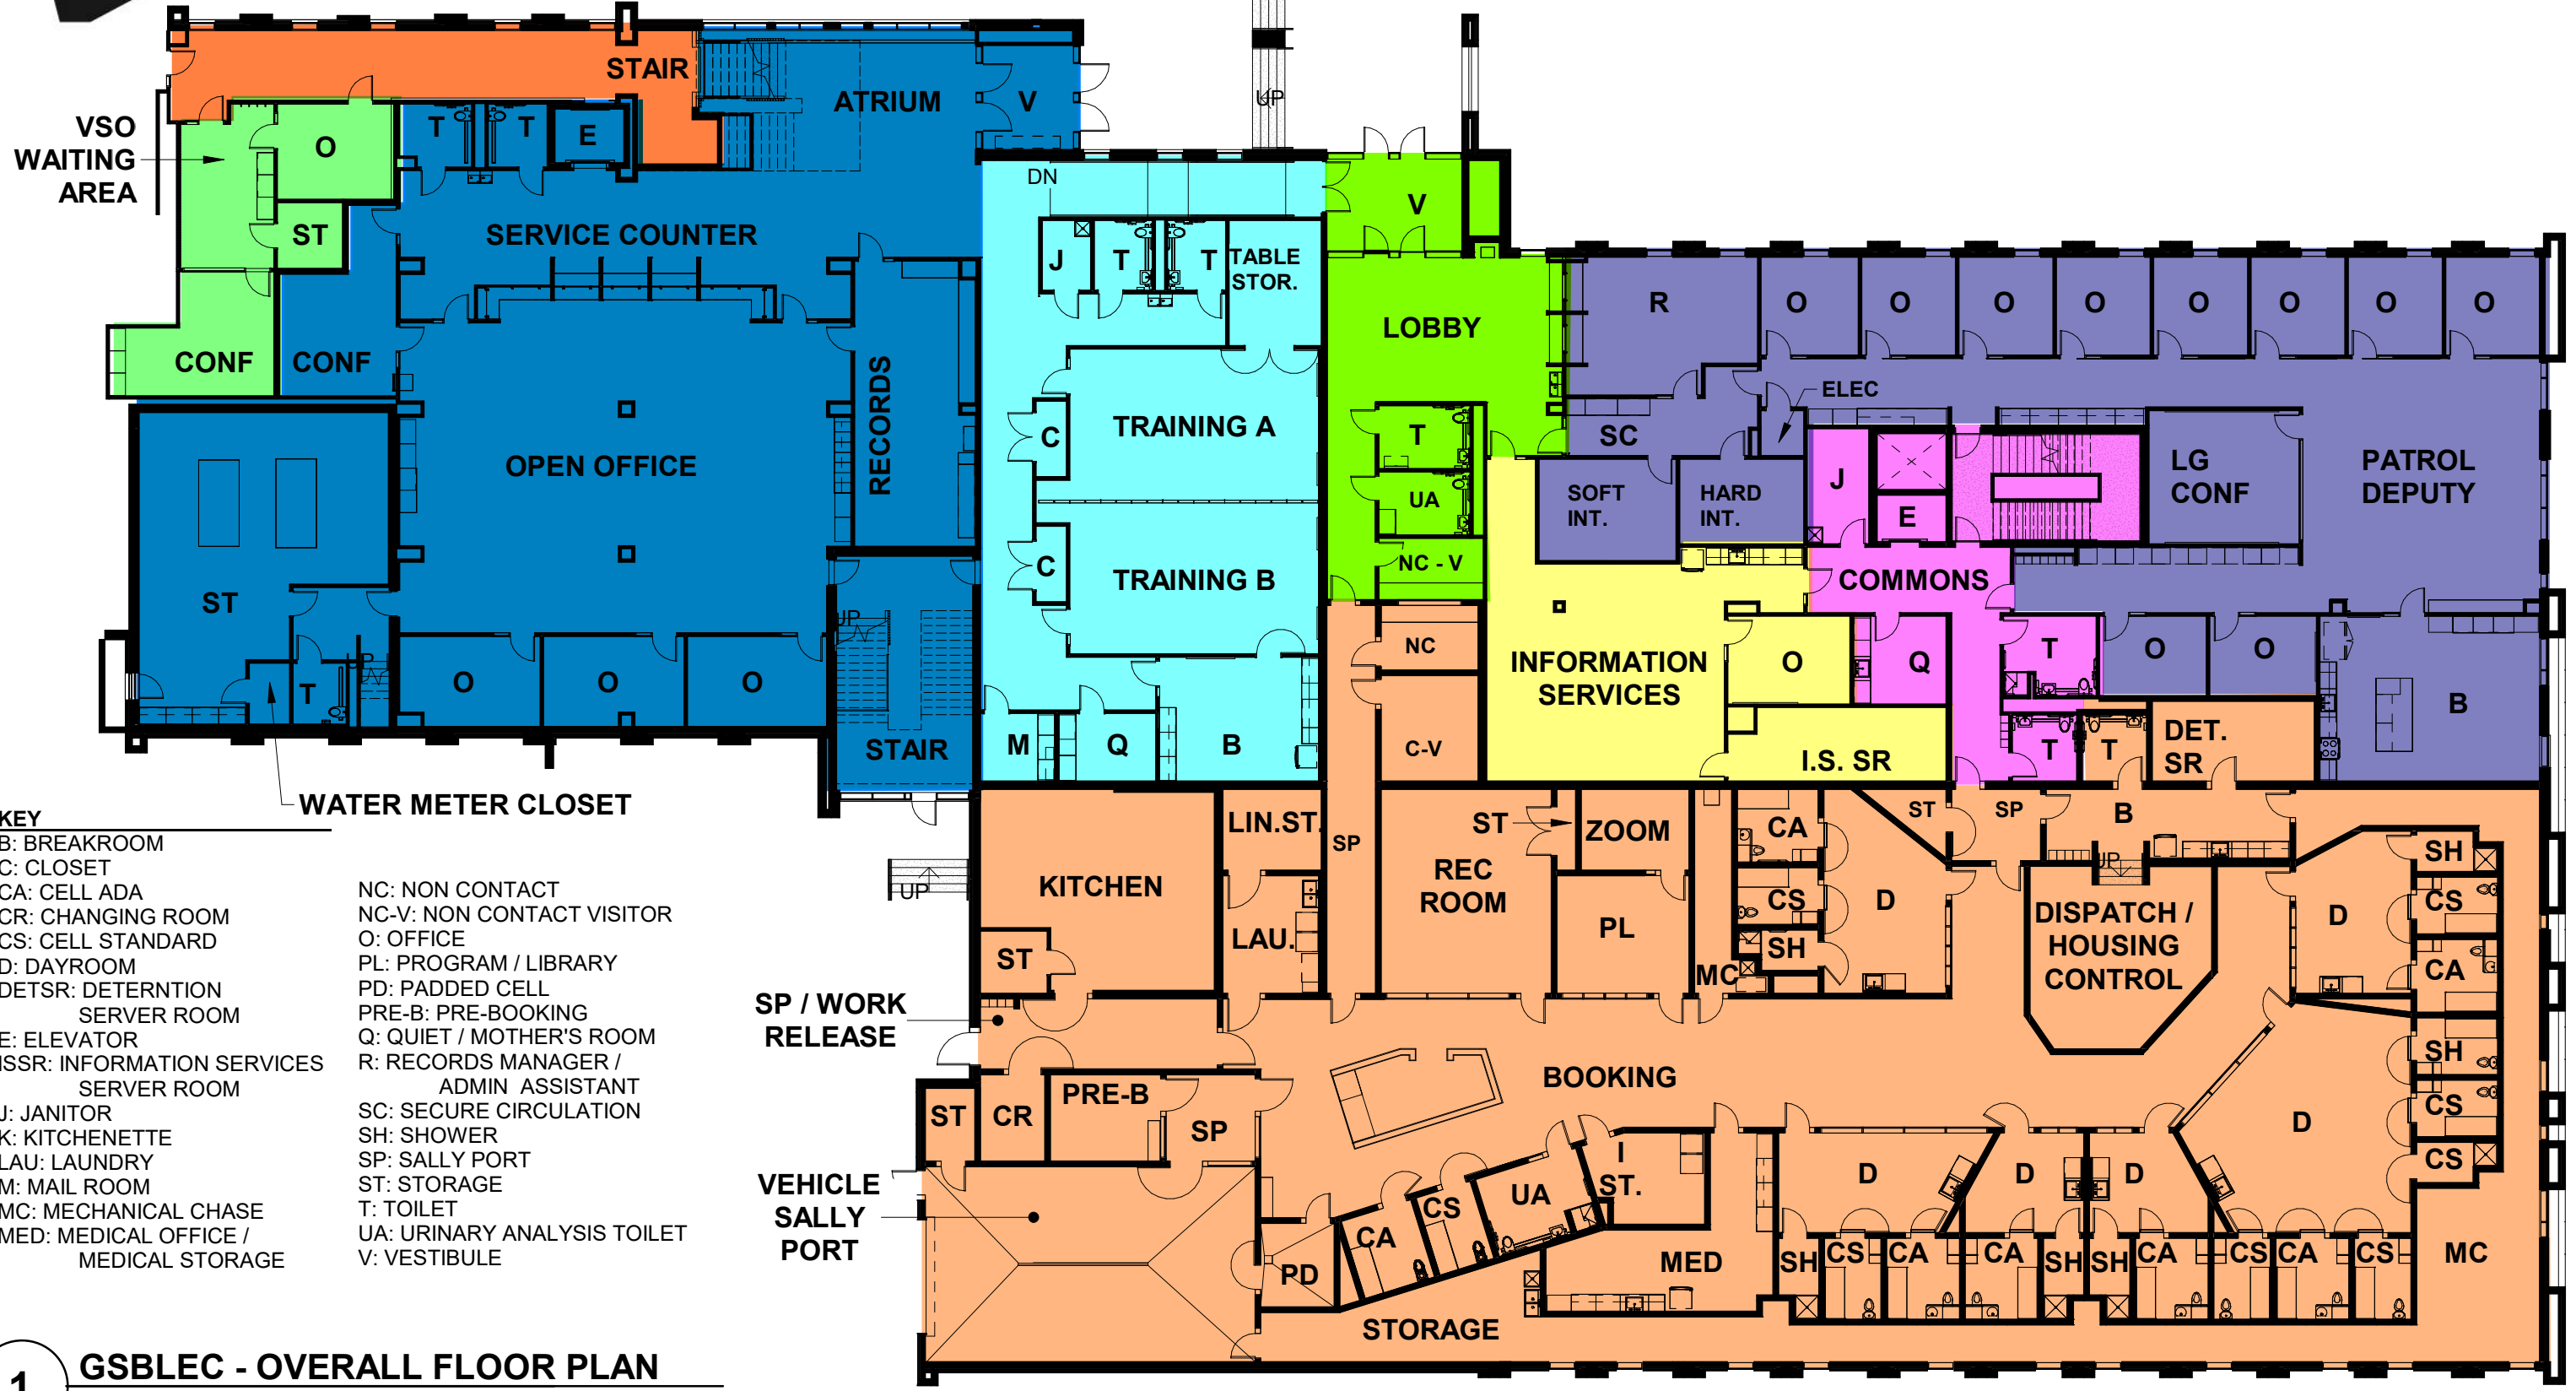 STAIR
ATRIUM
V
UP
VSO
WAITING
AREA
O
T
T
E
ST
SERVICE COUNTER
CONF
CONF
RECORDS
OPEN OFFICE
ST
UP
T
UP
O
O
O
STAIR
WATER METER CLOSET
DN
J
T
T
TABLE
STOR.
TRAINING A
C
C
TRAINING B
M
Q
B
V
LOBBY
T
UA
NC - V
NC
C-V
R
O
O
O
O
O
O
O
O
ELEC
SC
SOFT
INT.
HARD
INT.
J
E
LG
CONF
PATROL
DEPUTY
COMMONS
INFORMATION
SERVICES
O
Q
T
O
O
B
I.S. SR
T
T
DET.
SR
KITCHEN
ST
LIN.ST.
LAU.
SP
ST
REC
ROOM
ZOOM
PL
MC
CA
CS
SH
D
ST
SP
B
UP
DISPATCH /
HOUSING
CONTROL
D
SH
CS
CA
SH
CS
CS
D
UP
SP / WORK
RELEASE
ST
CR
PRE-B
SP
BOOKING
VEHICLE
SALLY
PORT
PD
CA
CS
UA
I
ST.
MED
STORAGE
D
D
D
SH
CS
CA
CA
SH
SH
CA
CS
CA
CS
MC
KEY
B: BREAKROOM
C: CLOSET
CA: CELL ADA
CR: CHANGING ROOM
CS: CELL STANDARD
D: DAYROOM
DETSR: DETERNTION
SERVER ROOM
E: ELEVATOR
ISSR: INFORMATION SERVICES
SERVER ROOM
J: JANITOR
K: KITCHENETTE
LAU: LAUNDRY
M: MAIL ROOM
MC: MECHANICAL CHASE
MED: MEDICAL OFFICE /
MEDICAL STORAGE
NC: NON CONTACT
NC-V: NON CONTACT VISITOR
O: OFFICE
PL: PROGRAM / LIBRARY
PD: PADDED CELL
PRE-B: PRE-BOOKING
Q: QUIET / MOTHER'S ROOM
R: RECORDS MANAGER /
ADMIN ASSISTANT
SC: SECURE CIRCULATION
SH: SHOWER
SP: SALLY PORT
ST: STORAGE
T: TOILET
UA: URINARY ANALYSIS TOILET
V: VESTIBULE
1
GSBLEC - OVERALL FLOOR PLAN